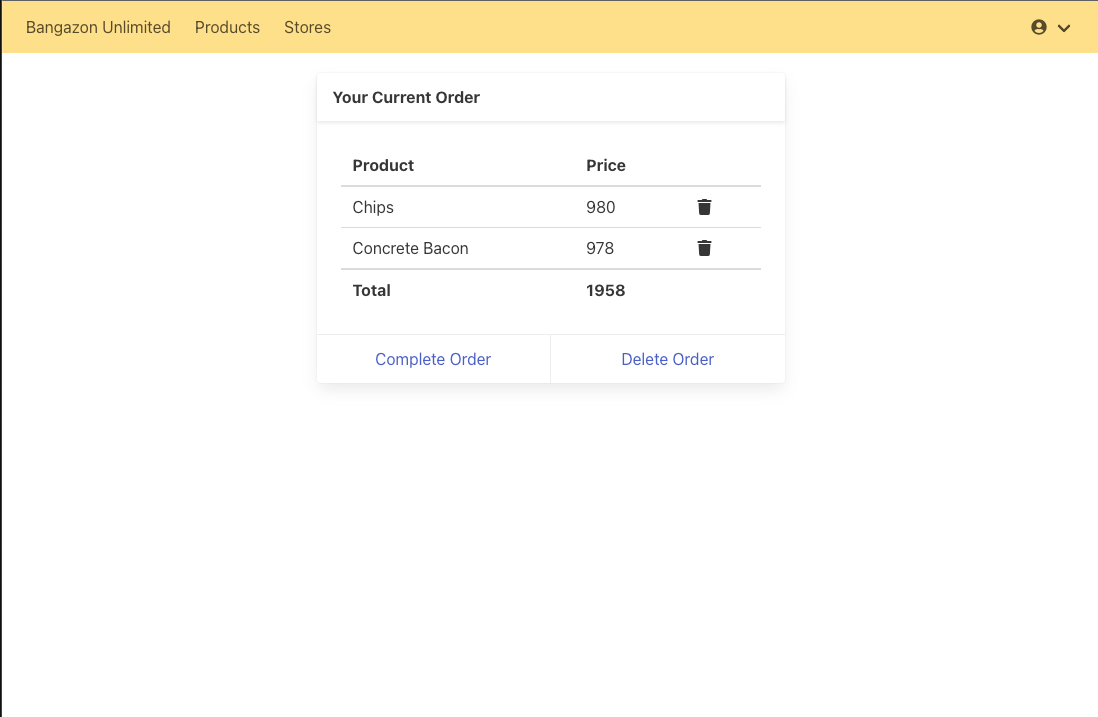 Bangazon Unlimited Products Stores
Your Current Order
Product Price
Chips 980
Concrete Bacon 978
Total 1958
Complete Order Delete Order